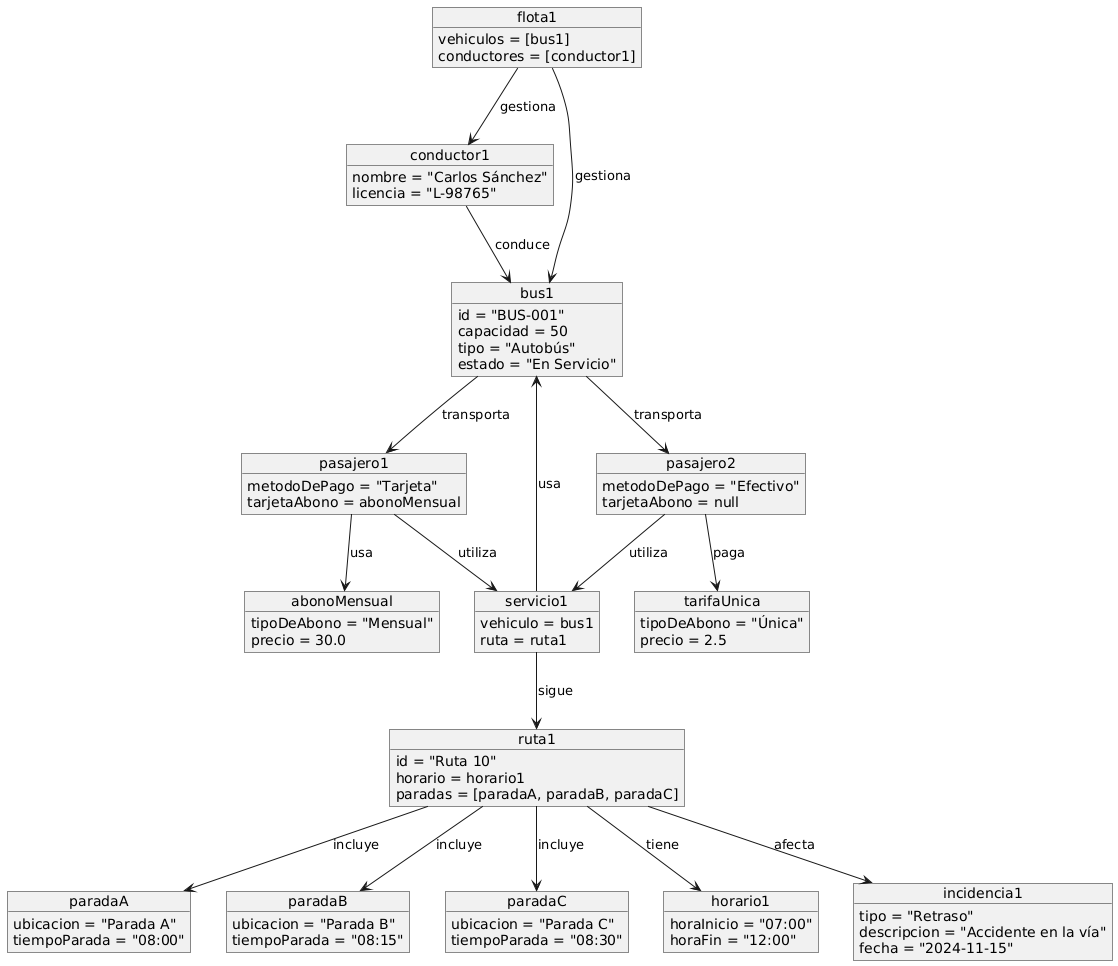 flota1
vehiculos = [bus1]
conductores = [conductor1]
gestiona
conductor1
nombre = "Carlos Sánchez"
licencia = "L-98765"
gestiona
conduce
bus1
id = "BUS-001"
capacidad = 50
tipo = "Autobús"
estado = "En Servicio"
transporta
transporta
pasajero1
metodoDePago = "Tarjeta"
tarjetaAbono = abonoMensual
usa
pasajero2
metodoDePago = "Efectivo"
tarjetaAbono = null
usa
utiliza
utiliza
paga
abonoMensual
tipoDeAbono = "Mensual"
precio = 30.0
servicio1
vehiculo = bus1
ruta = ruta1
tarifaUnica
tipoDeAbono = "Única"
precio = 2.5
sigue
ruta1
id = "Ruta 10"
horario = horario1
paradas = [paradaA, paradaB, paradaC]
incluye
incluye
incluye
tiene
afecta
paradaA
ubicacion = "Parada A"
tiempoParada = "08:00"
paradaB
ubicacion = "Parada B"
tiempoParada = "08:15"
paradaC
ubicacion = "Parada C"
tiempoParada = "08:30"
horario1
horaInicio = "07:00"
horaFin = "12:00"
incidencia1
tipo = "Retraso"
descripcion = "Accidente en la vía"
fecha = "2024-11-15"